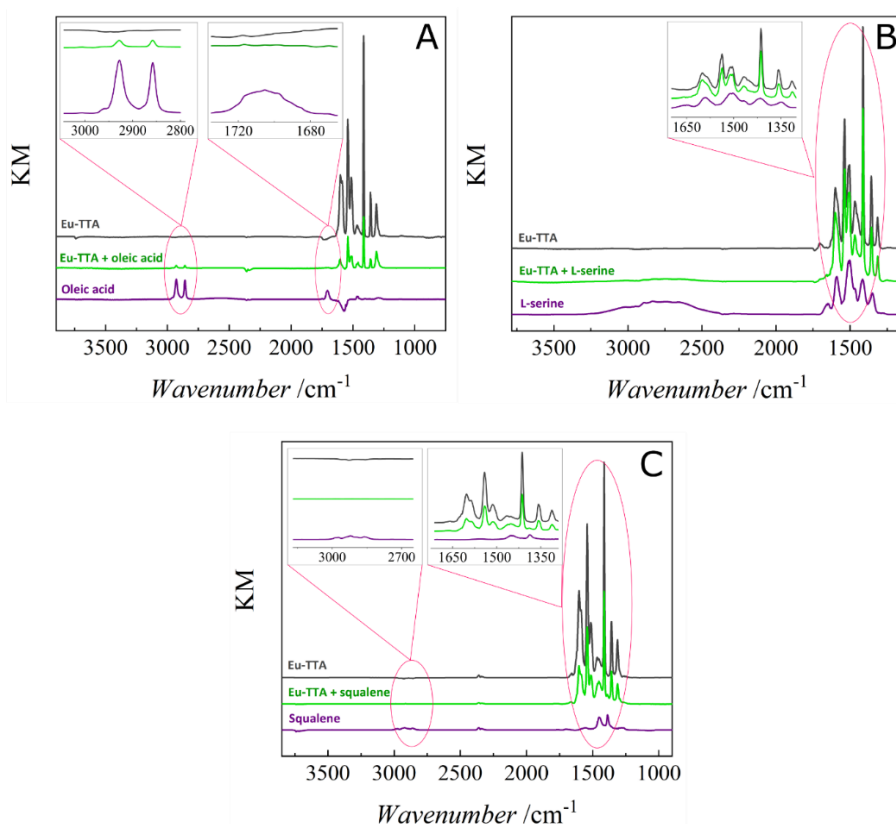 A
3000 2900 2800
1720 1680
KM
Eu-TTA
Eu-TTA + oleic acid
Oleic acid
3500 3000 2500 2000 1500 1000
Wavenumber /cm-1
B
1650 1500 1350
KM
Eu-TTA
Eu-TTA + L-serine
L-serine
3500 3000 2500 2000 1500
Wavenumber /cm-1
C
3000 2700
1650 1500 1350
KM
Eu-TTA
Eu-TTA + squalene
Squalene
3500 3000 2500 2000 1500 1000
Wavenumber /cm-1